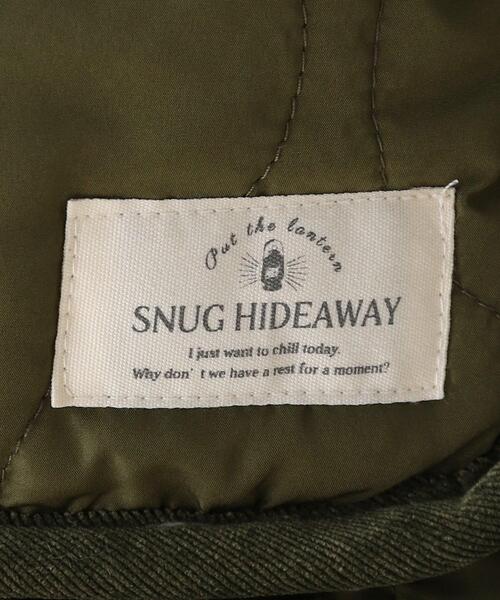 Put the lantern
SNUG HIDEAWAY
I just want to chill today.
Why don't we have a rest for a moment?